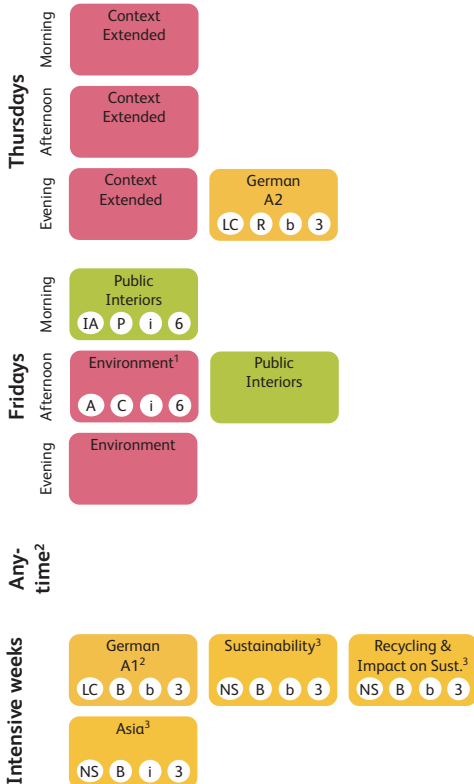 Thursdays
Morning
Context
Extended
Afternoon
Context
Extended
Evening
Context
Extended
German
A2
LC R b 3
Fridays
Morning
Public
Interiors
IA P i 6
Afternoon
Environment¹
A C i 6
Public
Interiors
Evening
Environment
Any-
time²
Intensive weeks
German
A1²
LC B b 3
Sustainability³
NS B b 3
Recycling &
Impact on Sust.³
NS B b 3
Asia³
NS B i 3